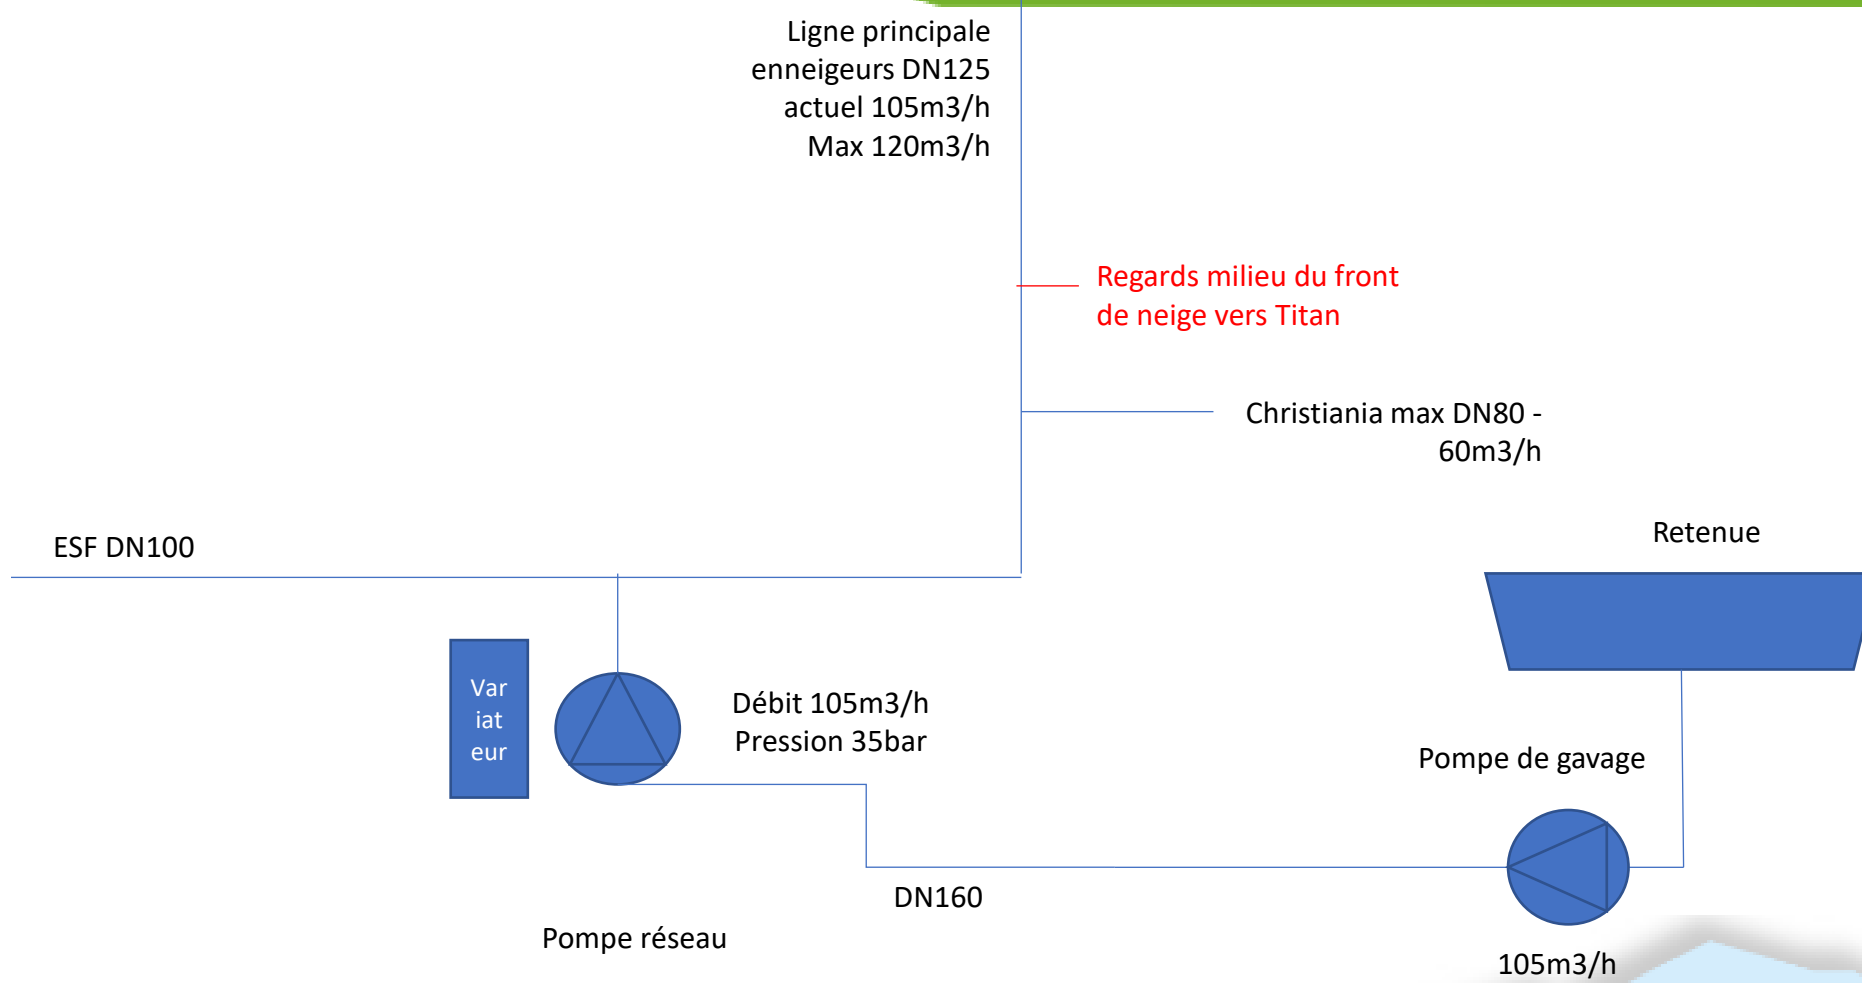 Ligne principale
enneigeurs DN125
actuel 105m3/h
Max 120m3/h
Regards milieu du front
de neige vers Titan
Christiania max DN80 -
60m3/h
ESF DN100
Retenue
Var
iat
eur
Débit 105m3/h
Pression 35bar
Pompe de gavage
DN160
Pompe réseau
105m3/h